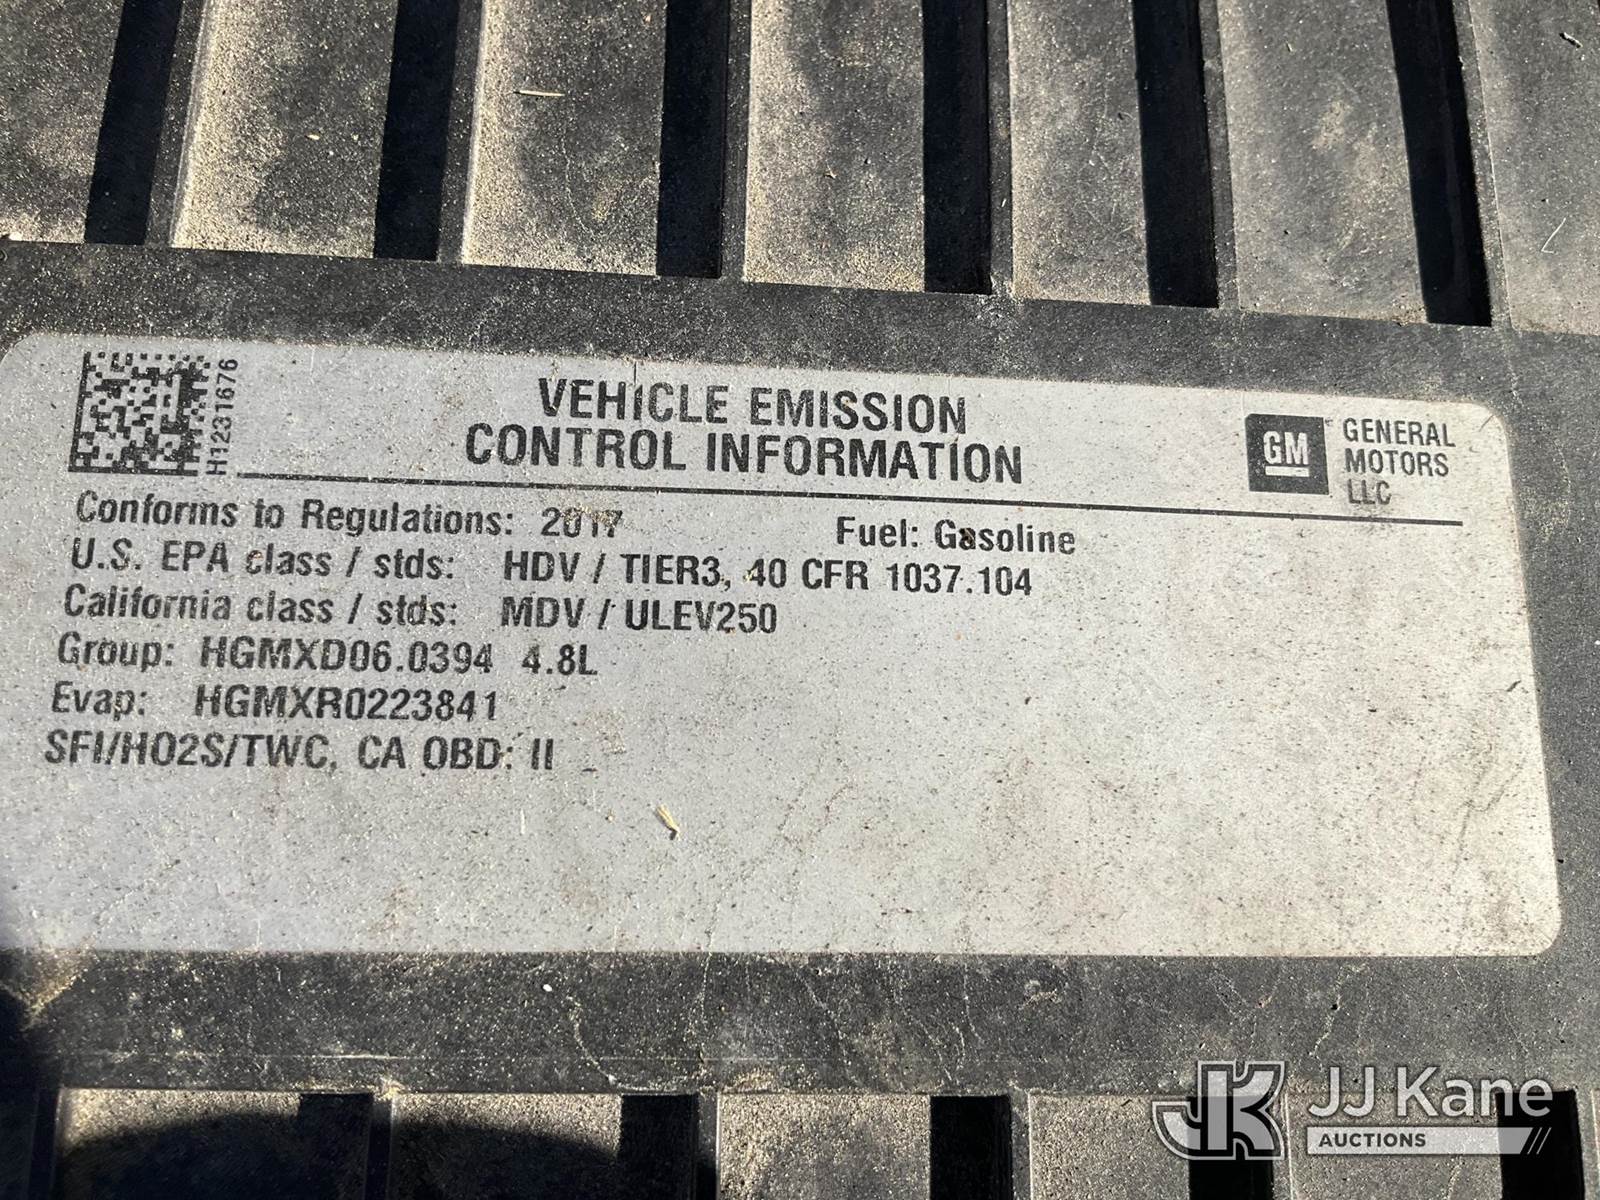 H1231676
VEHICLE EMISSION
CONTROL INFORMATION
GM
GENERAL
MOTORS
LLC
Conforms to Regulations: 2017 Fuel: Gasoline
U.S. EPA class / stds: HDV / TIER3, 40 CFR 1037.104
California class / stds: MDV / ULEV250
Group: HGMXD06.0394 4.8L
Evap: HGMXR0223841
SFI/HO2S/TWC, CA OBD: II
JK JJ Kane
AUCTIONS